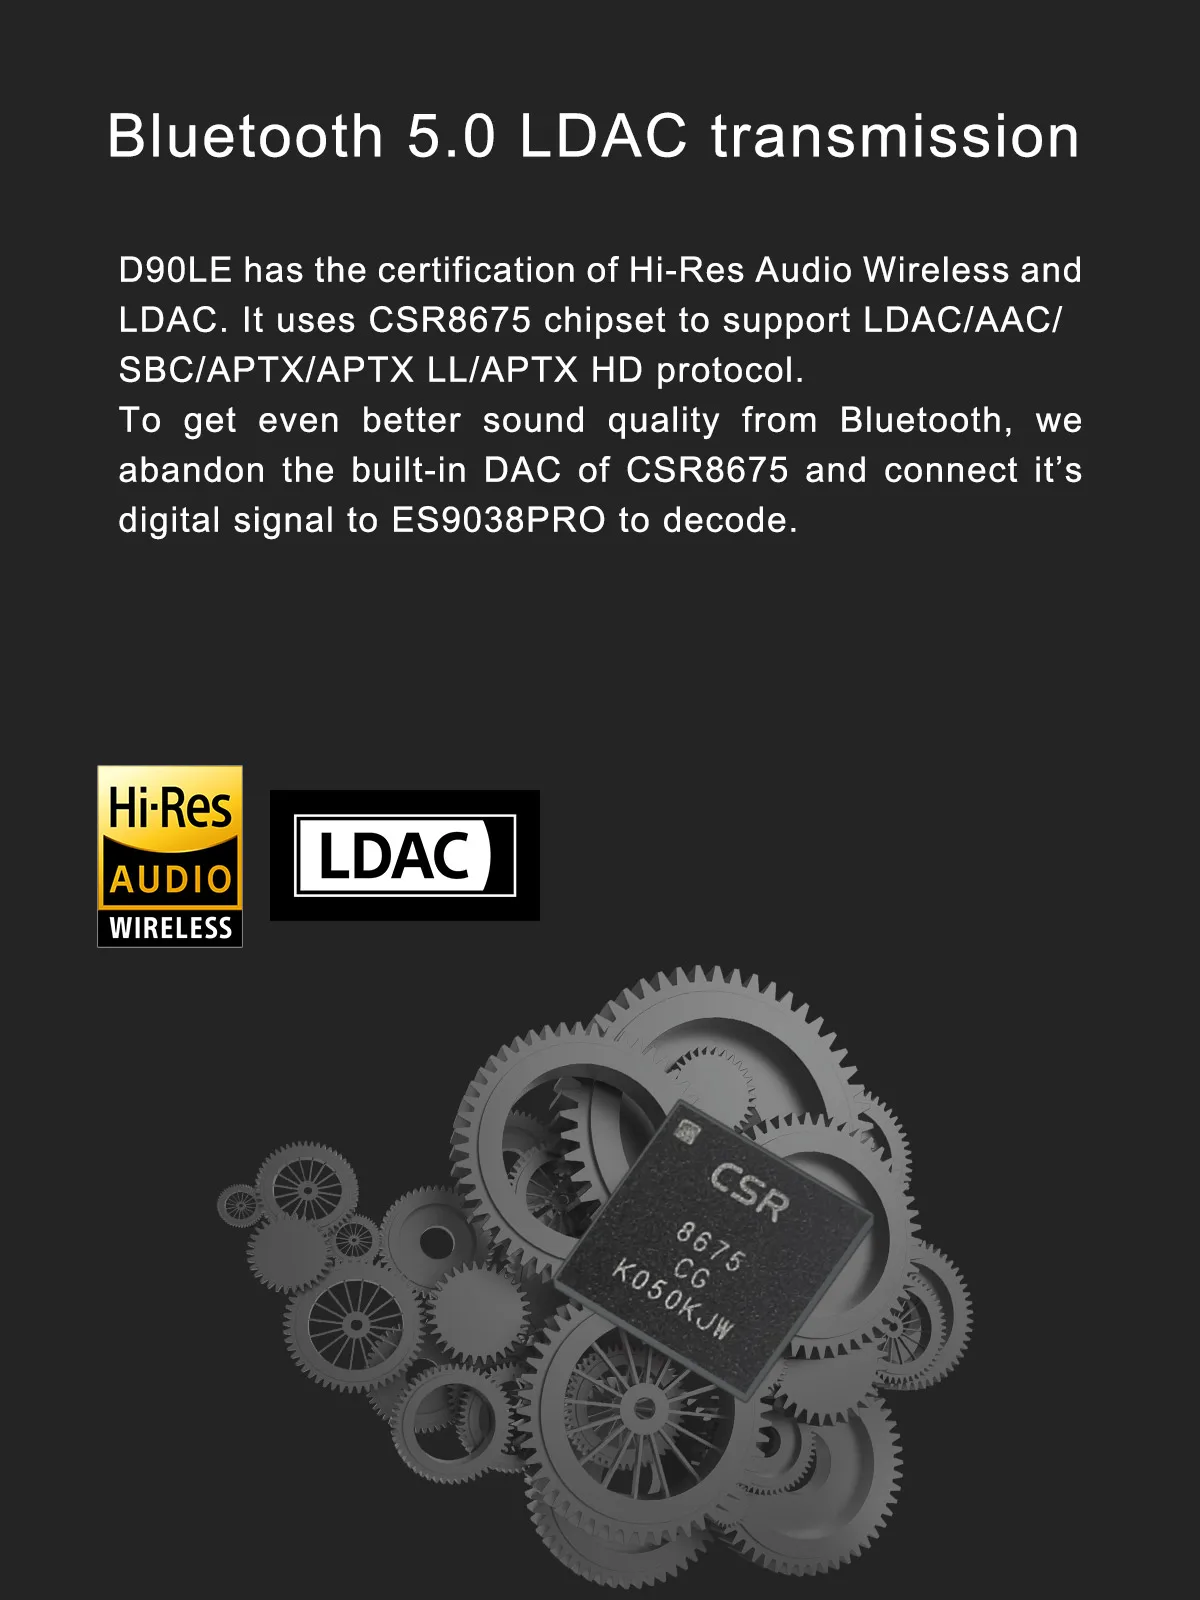 Bluetooth 5.0 LDAC transmission
D90LE has the certification of Hi-Res Audio Wireless and
LDAC. It uses CSR8675 chipset to support LDAC/AAC/
SBC/APTX/APTX LL/APTX HD protocol.
To get even better sound quality from Bluetooth, we
abandon the built-in DAC of CSR8675 and connect it’s
digital signal to ES9038PRO to decode.
Hi-Res
AUDIO
WIRELESS
LDAC
CSR
8675
CG
K050KJW